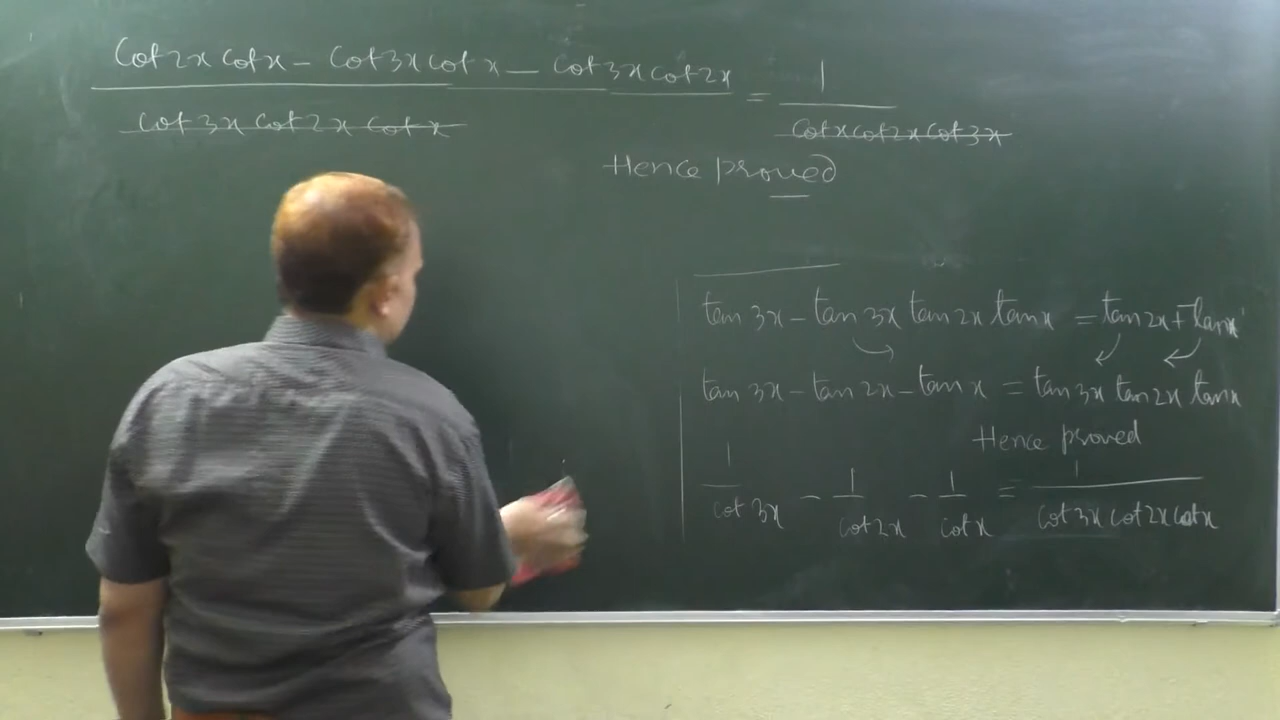 Cot2x Cotx - Cot3x cotx - Cot3x cot2x = 1
Cot3x Cot2x Cotx   Cotx cot2x Cot3x
Hence proved
tan 3x - tan 3x tan 2x tan x = tan 2x + tan x
tan 3x - tan 2x - tan x = tan 3x tan 2x tan x
Hence proved
1 - 1 - 1 = 1
cot 3x   cot 2x   cot x   cot 3x cot 2x cot x